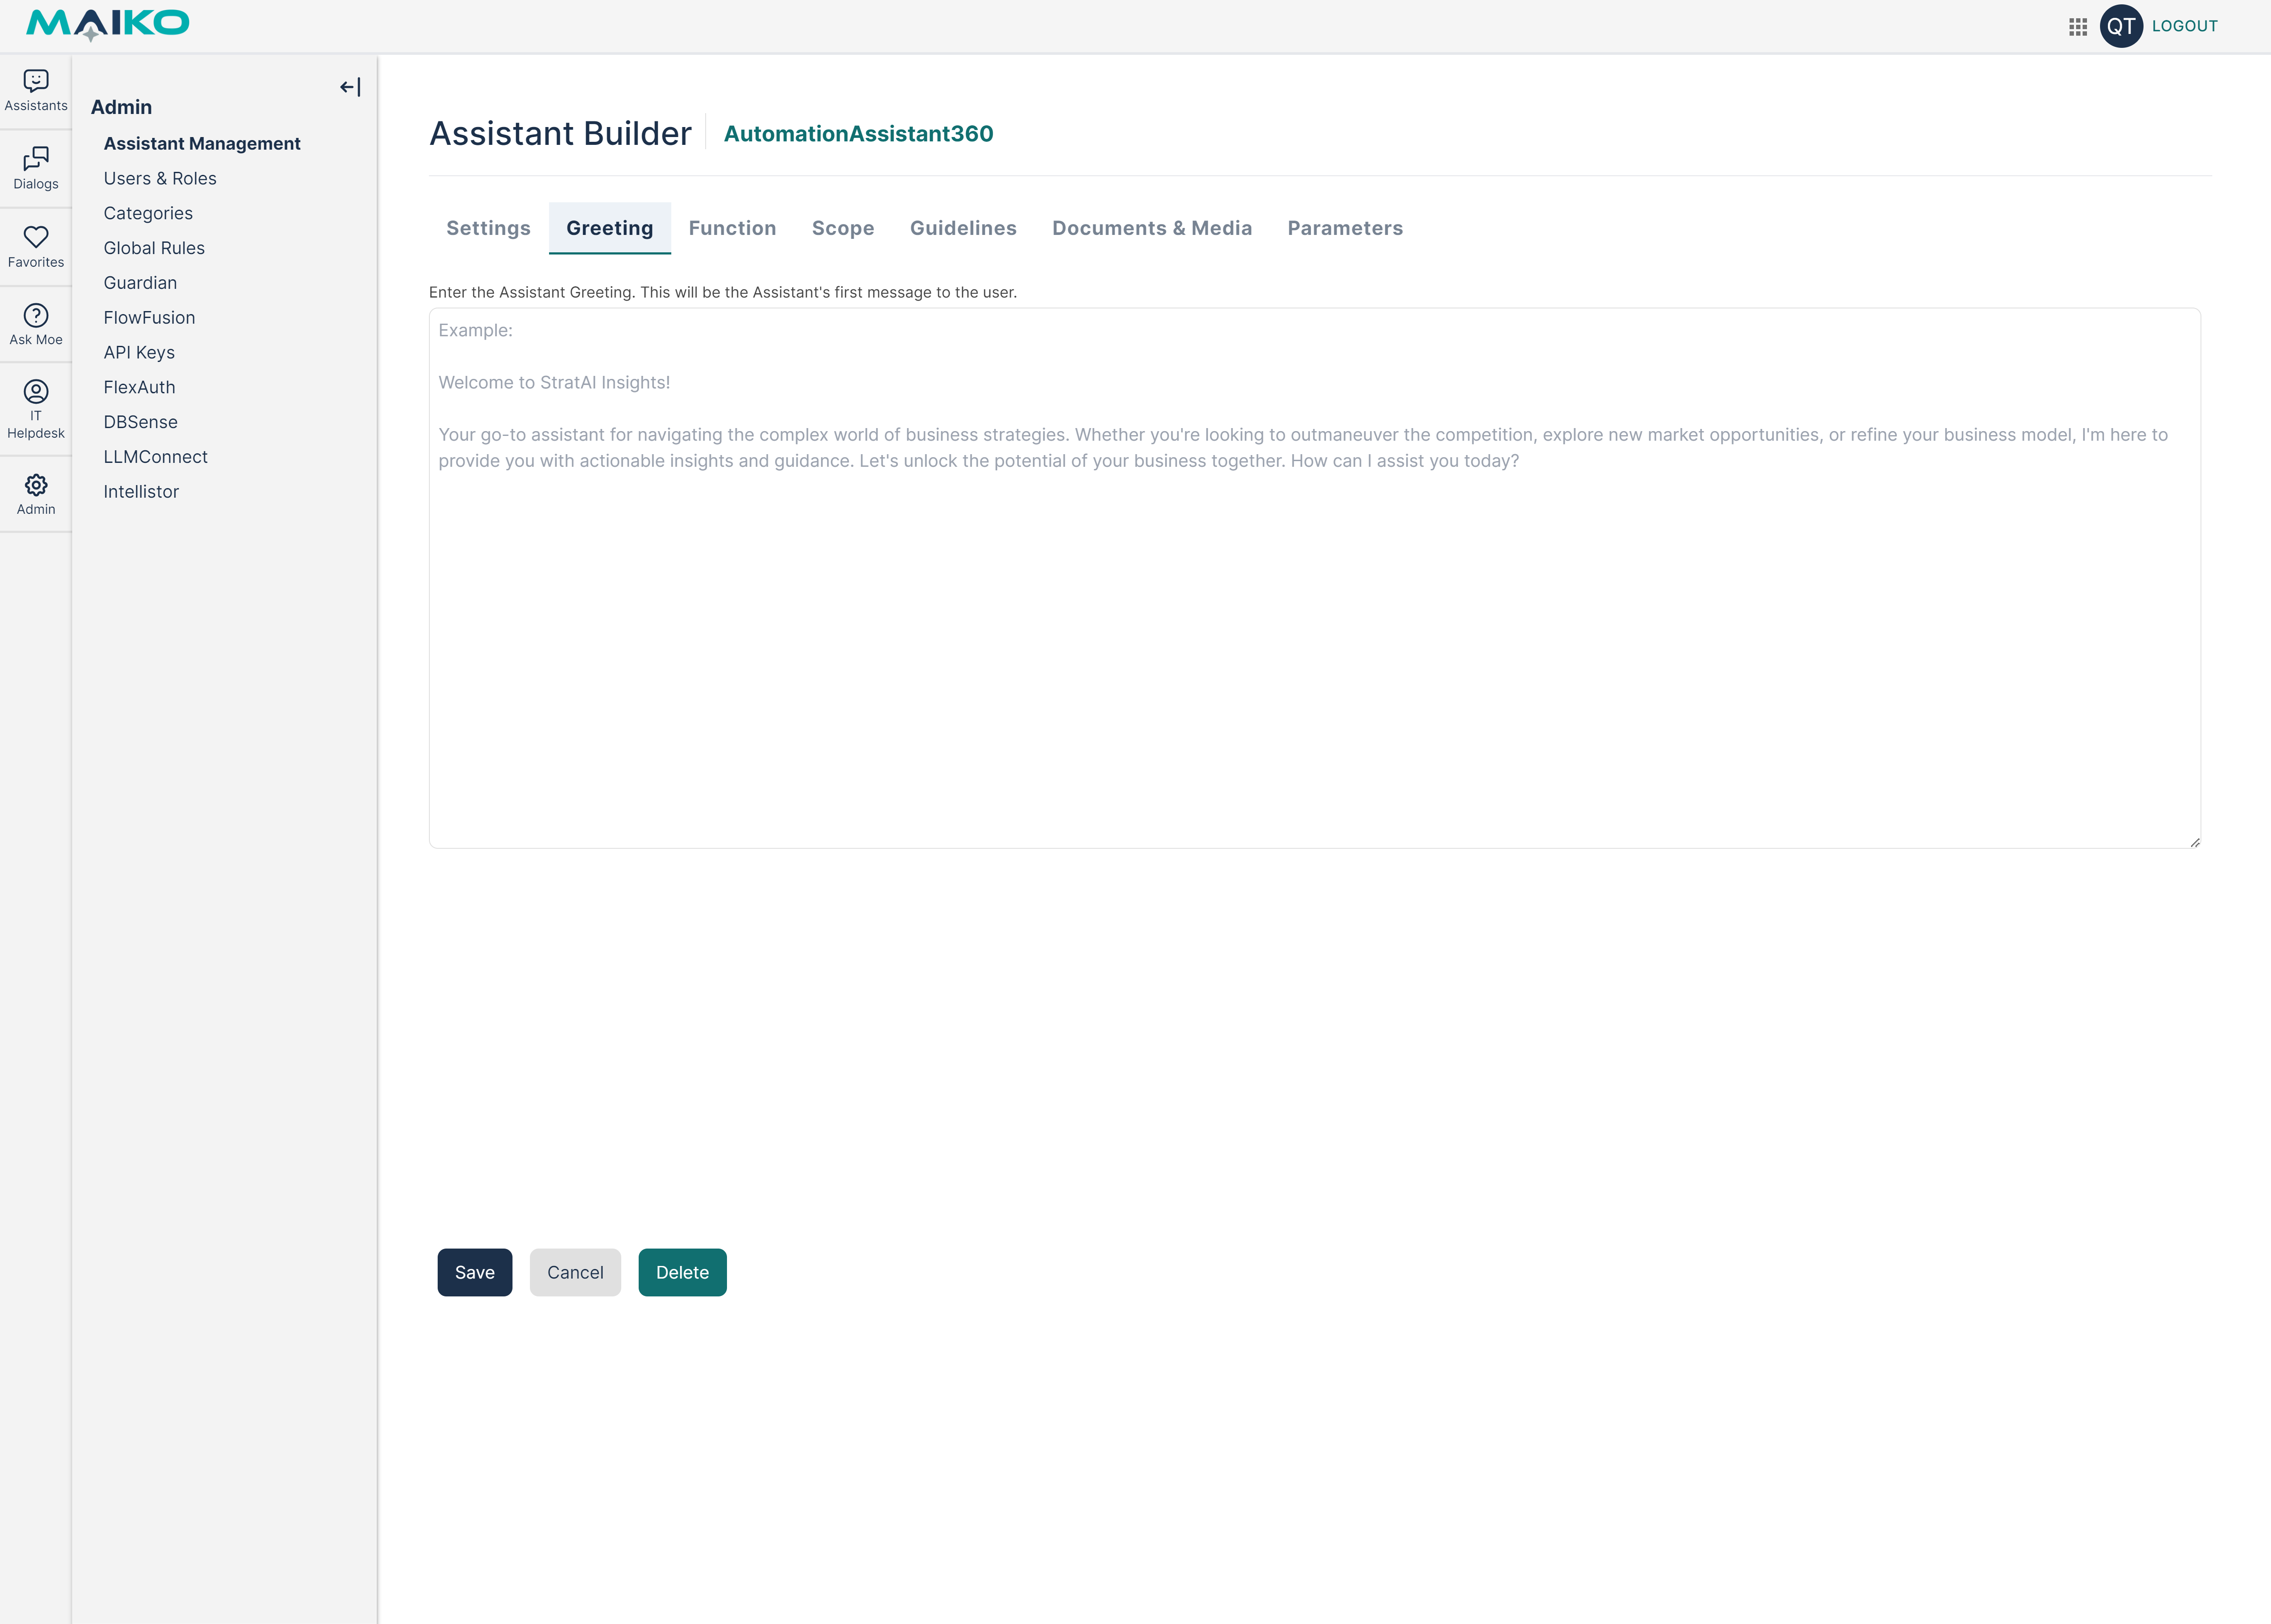 MAIKO
QT
LOGOUT
Assistants
Dialogs
Favorites
Ask Moe
IT
Helpdesk
Admin
Admin
Assistant Management
Users & Roles
Categories
Global Rules
Guardian
FlowFusion
API Keys
FlexAuth
DBSense
LLMConnect
Intellistor
Assistant Builder
AutomationAssistant360
Settings
Greeting
Function
Scope
Guidelines
Documents & Media
Parameters
Enter the Assistant Greeting. This will be the Assistant's first message to the user.
Example:
Welcome to StratAI Insights!
Your go-to assistant for navigating the complex world of business strategies. Whether you're looking to outmaneuver the competition, explore new market opportunities, or refine your business model, I'm here to
provide you with actionable insights and guidance. Let's unlock the potential of your business together. How can I assist you today?
Save
Cancel
Delete